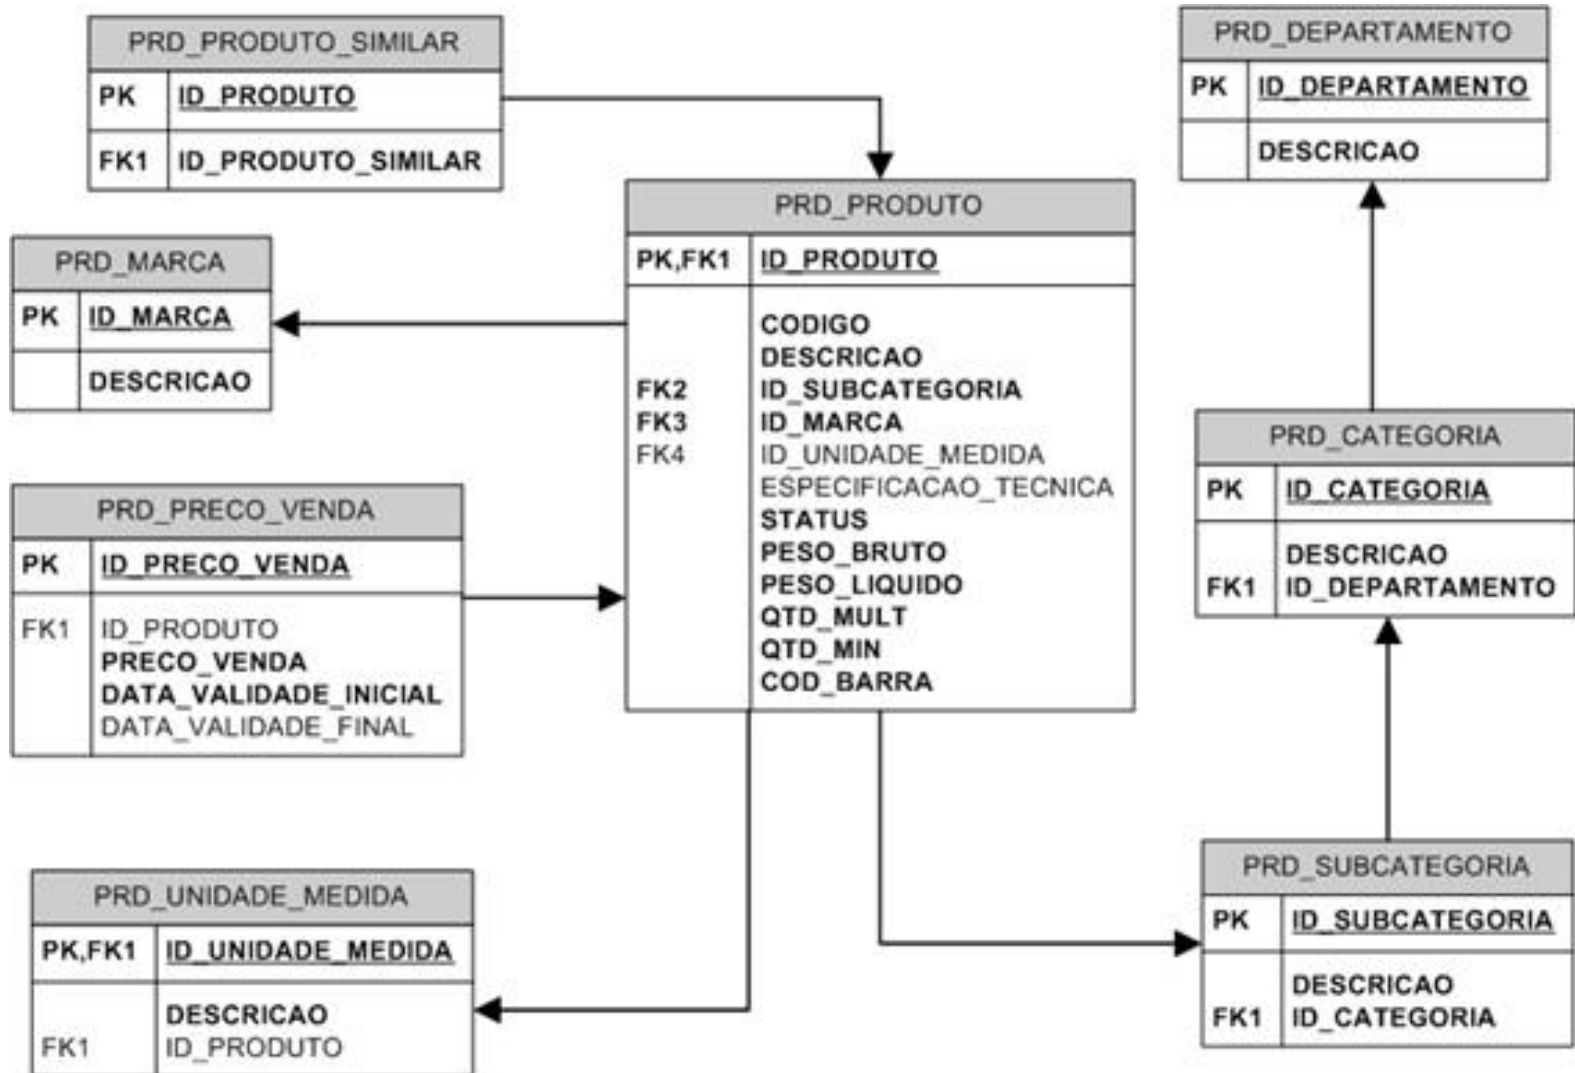 PRD_PRODUTO_SIMILAR
PK ID_PRODUTO
FK1 ID_PRODUTO_SIMILAR
PRD_DEPARTAMENTO
PK ID_DEPARTAMENTO
DESCRICAO
PRD_MARCA
PK ID_MARCA
DESCRICAO
PRD_PRODUTO
PK,FK1 ID_PRODUTO
CODIGO
DESCRICAO
FK2 ID_SUBCATEGORIA
FK3 ID_MARCA
FK4 ID_UNIDADE_MEDIDA
ESPECIFICACAO_TECNICA
STATUS
PESO_BRUTO
PESO_LIQUIDO
QTD_MULT
QTD_MIN
COD_BARRA
PRD_CATEGORIA
PK ID_CATEGORIA
DESCRICAO
FK1 ID_DEPARTAMENTO
PRD_PRECO_VENDA
PK ID_PRECO_VENDA
FK1 ID_PRODUTO
PRECO_VENDA
DATA_VALIDADE_INICIAL
DATA_VALIDADE_FINAL
PRD_UNIDADE_MEDIDA
PK,FK1 ID_UNIDADE_MEDIDA
DESCRICAO
FK1 ID_PRODUTO
PRD_SUBCATEGORIA
PK ID_SUBCATEGORIA
DESCRICAO
FK1 ID_CATEGORIA